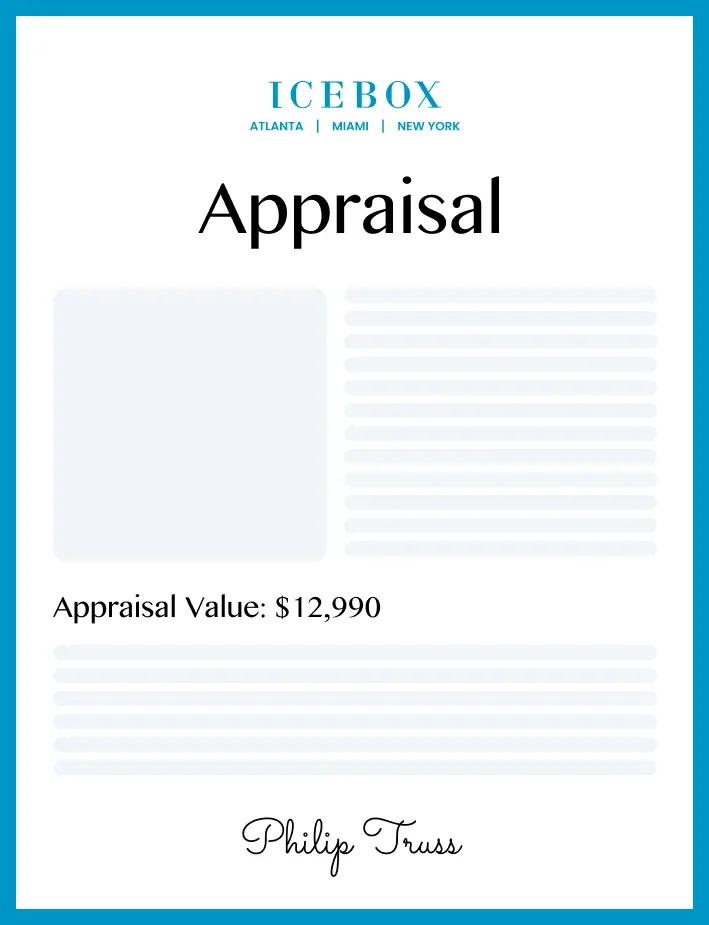 ICEBOX
ATLANTA | MIAMI | NEW YORK
Appraisal
Appraisal Value: $12,990
Philip Truss